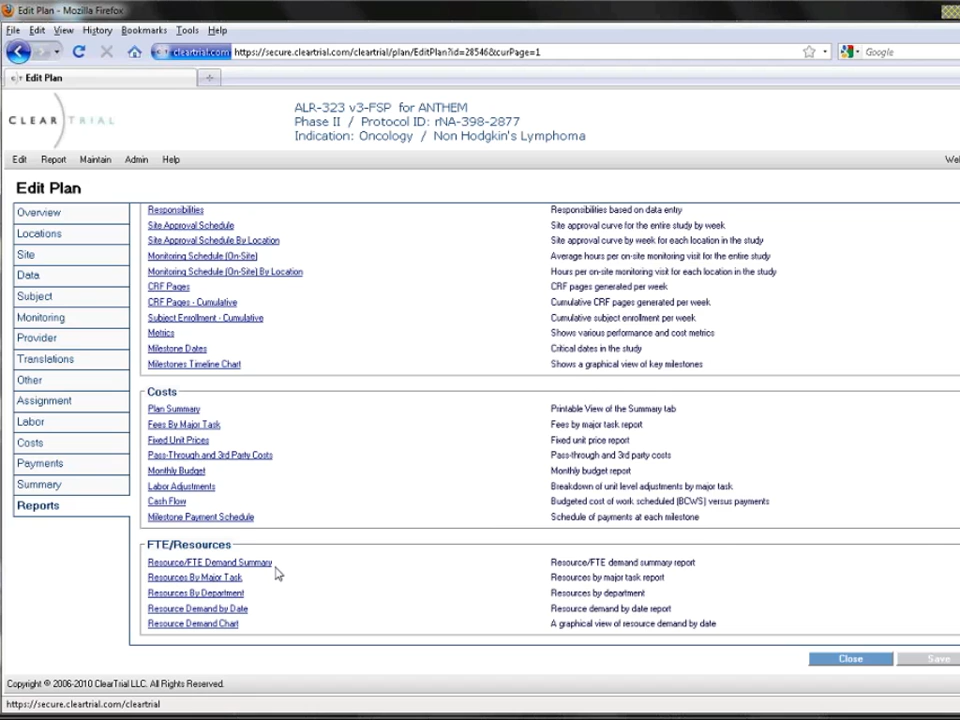 Edit Plan - Mozilla Firefox
File Edit View History Bookmarks Tools Help
cleartrial.com https://secure.cleartrial.com/cleartrial/plan/EditPlan?id=28546&curPage=1
Google
Edit Plan
CLEAR TRIAL
ALR-323 v3-FSP for ANTHEM
Phase II / Protocol ID: rNA-398-2877
Indication: Oncology / Non Hodgkin's Lymphoma
Edit Report Maintain Admin Help
Edit Plan
Overview
Locations
Site
Data
Subject
Monitoring
Provider
Translations
Other
Assignment
Labor
Costs
Payments
Summary
Reports
Responsibilities Responsibilities based on data entry
Site Approval Schedule Site approval curve for the entire study by week
Site Approval Schedule By Location Site approval curve by week for each location in the study
Monitoring Schedule (On-Site) Average hours per on-site monitoring visit for the entire study
Monitoring Schedule (On-Site) By Location Hours per on-site monitoring visit for each location in the study
CRF Pages CRF pages generated per week
CRF Pages - Cumulative Cumulative CRF pages generated per week
Subject Enrollment - Cumulative Cumulative subject enrollment per week
Metrics Shows various performance and cost metrics
Milestone Dates Critical dates in the study
Milestones Timeline Chart Shows a graphical view of key milestones
Costs
Plan Summary Printable View of the Summary tab
Fees By Major Task Fees by major task report
Fixed Unit Prices Fixed unit price report
Pass-Through and 3rd Party Costs Pass-through and 3rd party costs
Monthly Budget Monthly budget report
Labor Adjustments Breakdown of unit level adjustments by major task
Cash Flow Budgeted cost of work scheduled (BCWS) versus payments
Milestone Payment Schedule Schedule of payments at each milestone
FTE/Resources
Resource/FTE Demand Summary Resource/FTE demand summary report
Resources By Major Task Resources by major task report
Resources By Department Resources by department
Resource Demand by Date Resource demand by date report
Resource Demand Chart A graphical view of resource demand by date
Close Save
Copyright © 2006-2010 ClearTrial LLC. All Rights Reserved.
https://secure.cleartrial.com/cleartrial